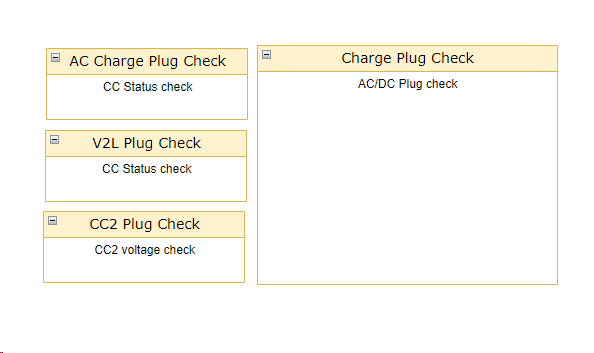 AC Charge Plug Check
CC Status check
V2L Plug Check
CC Status check
CC2 Plug Check
CC2 voltage check
Charge Plug Check
AC/DC Plug check